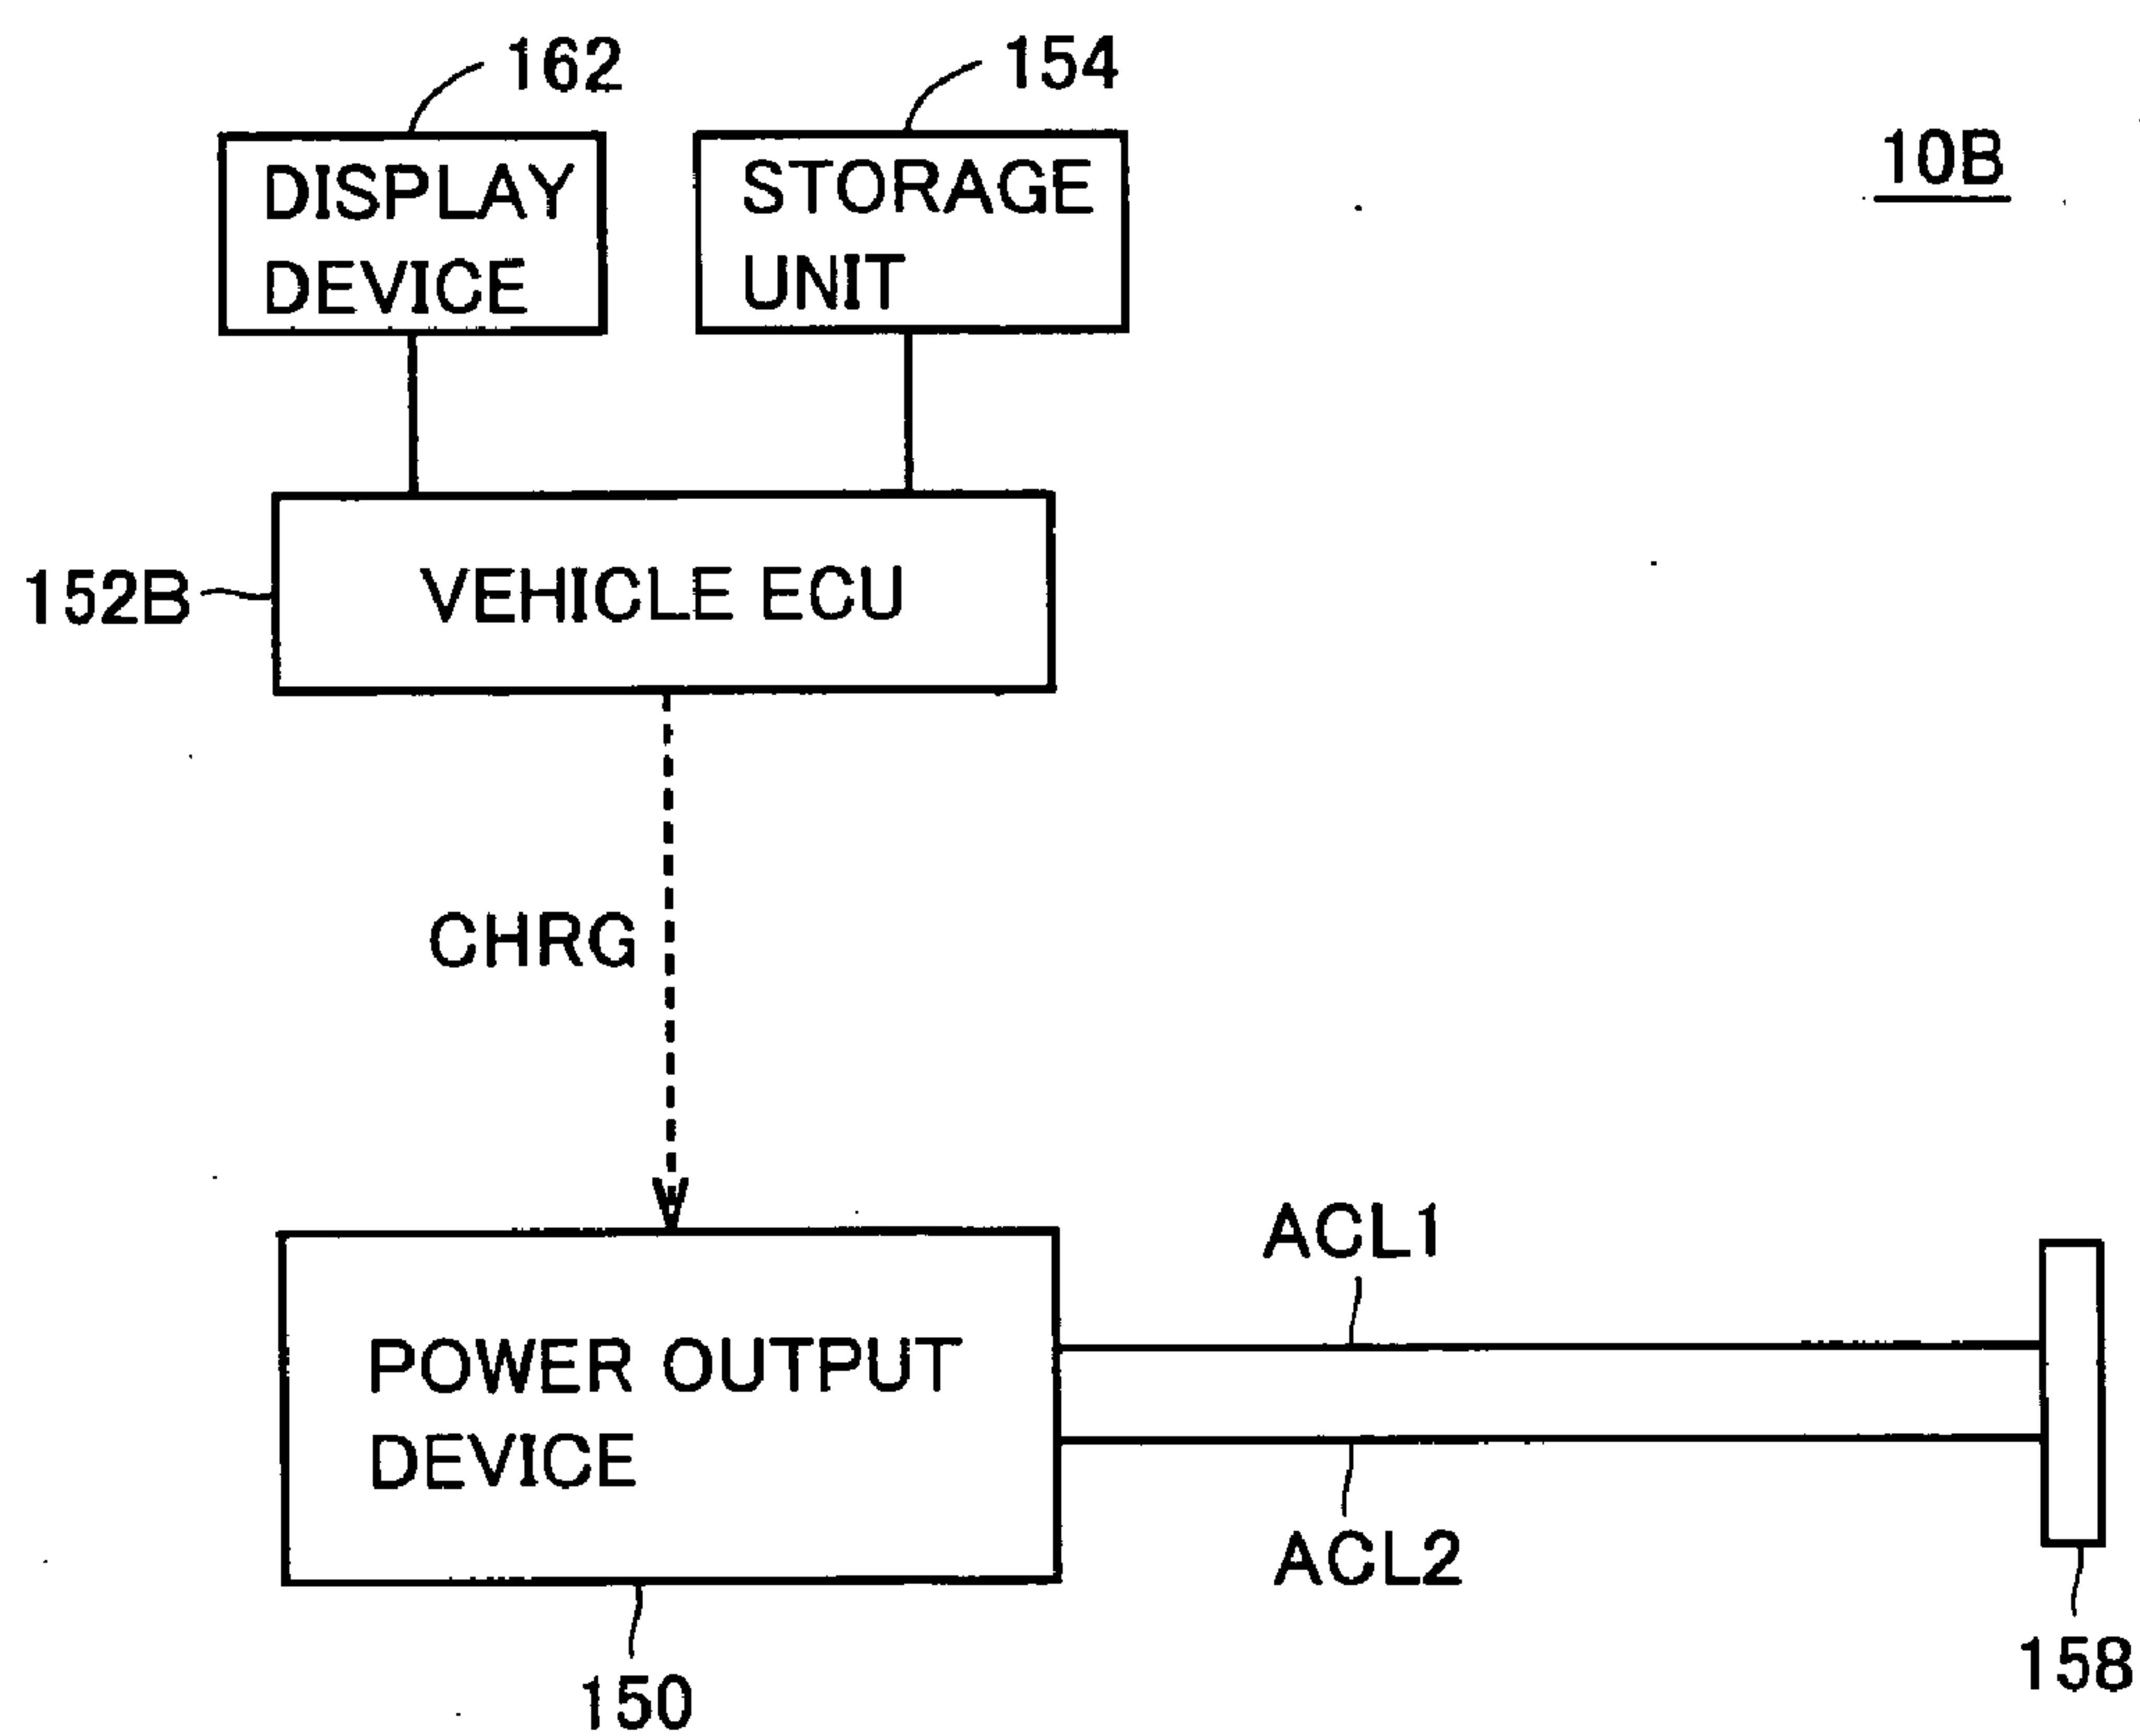 162
154
10B
DISPLAY
DEVICE
STORAGE
UNIT
152B
VEHICLE ECU
CHRG
ACL1
POWER OUTPUT
DEVICE
ACL2
158
150